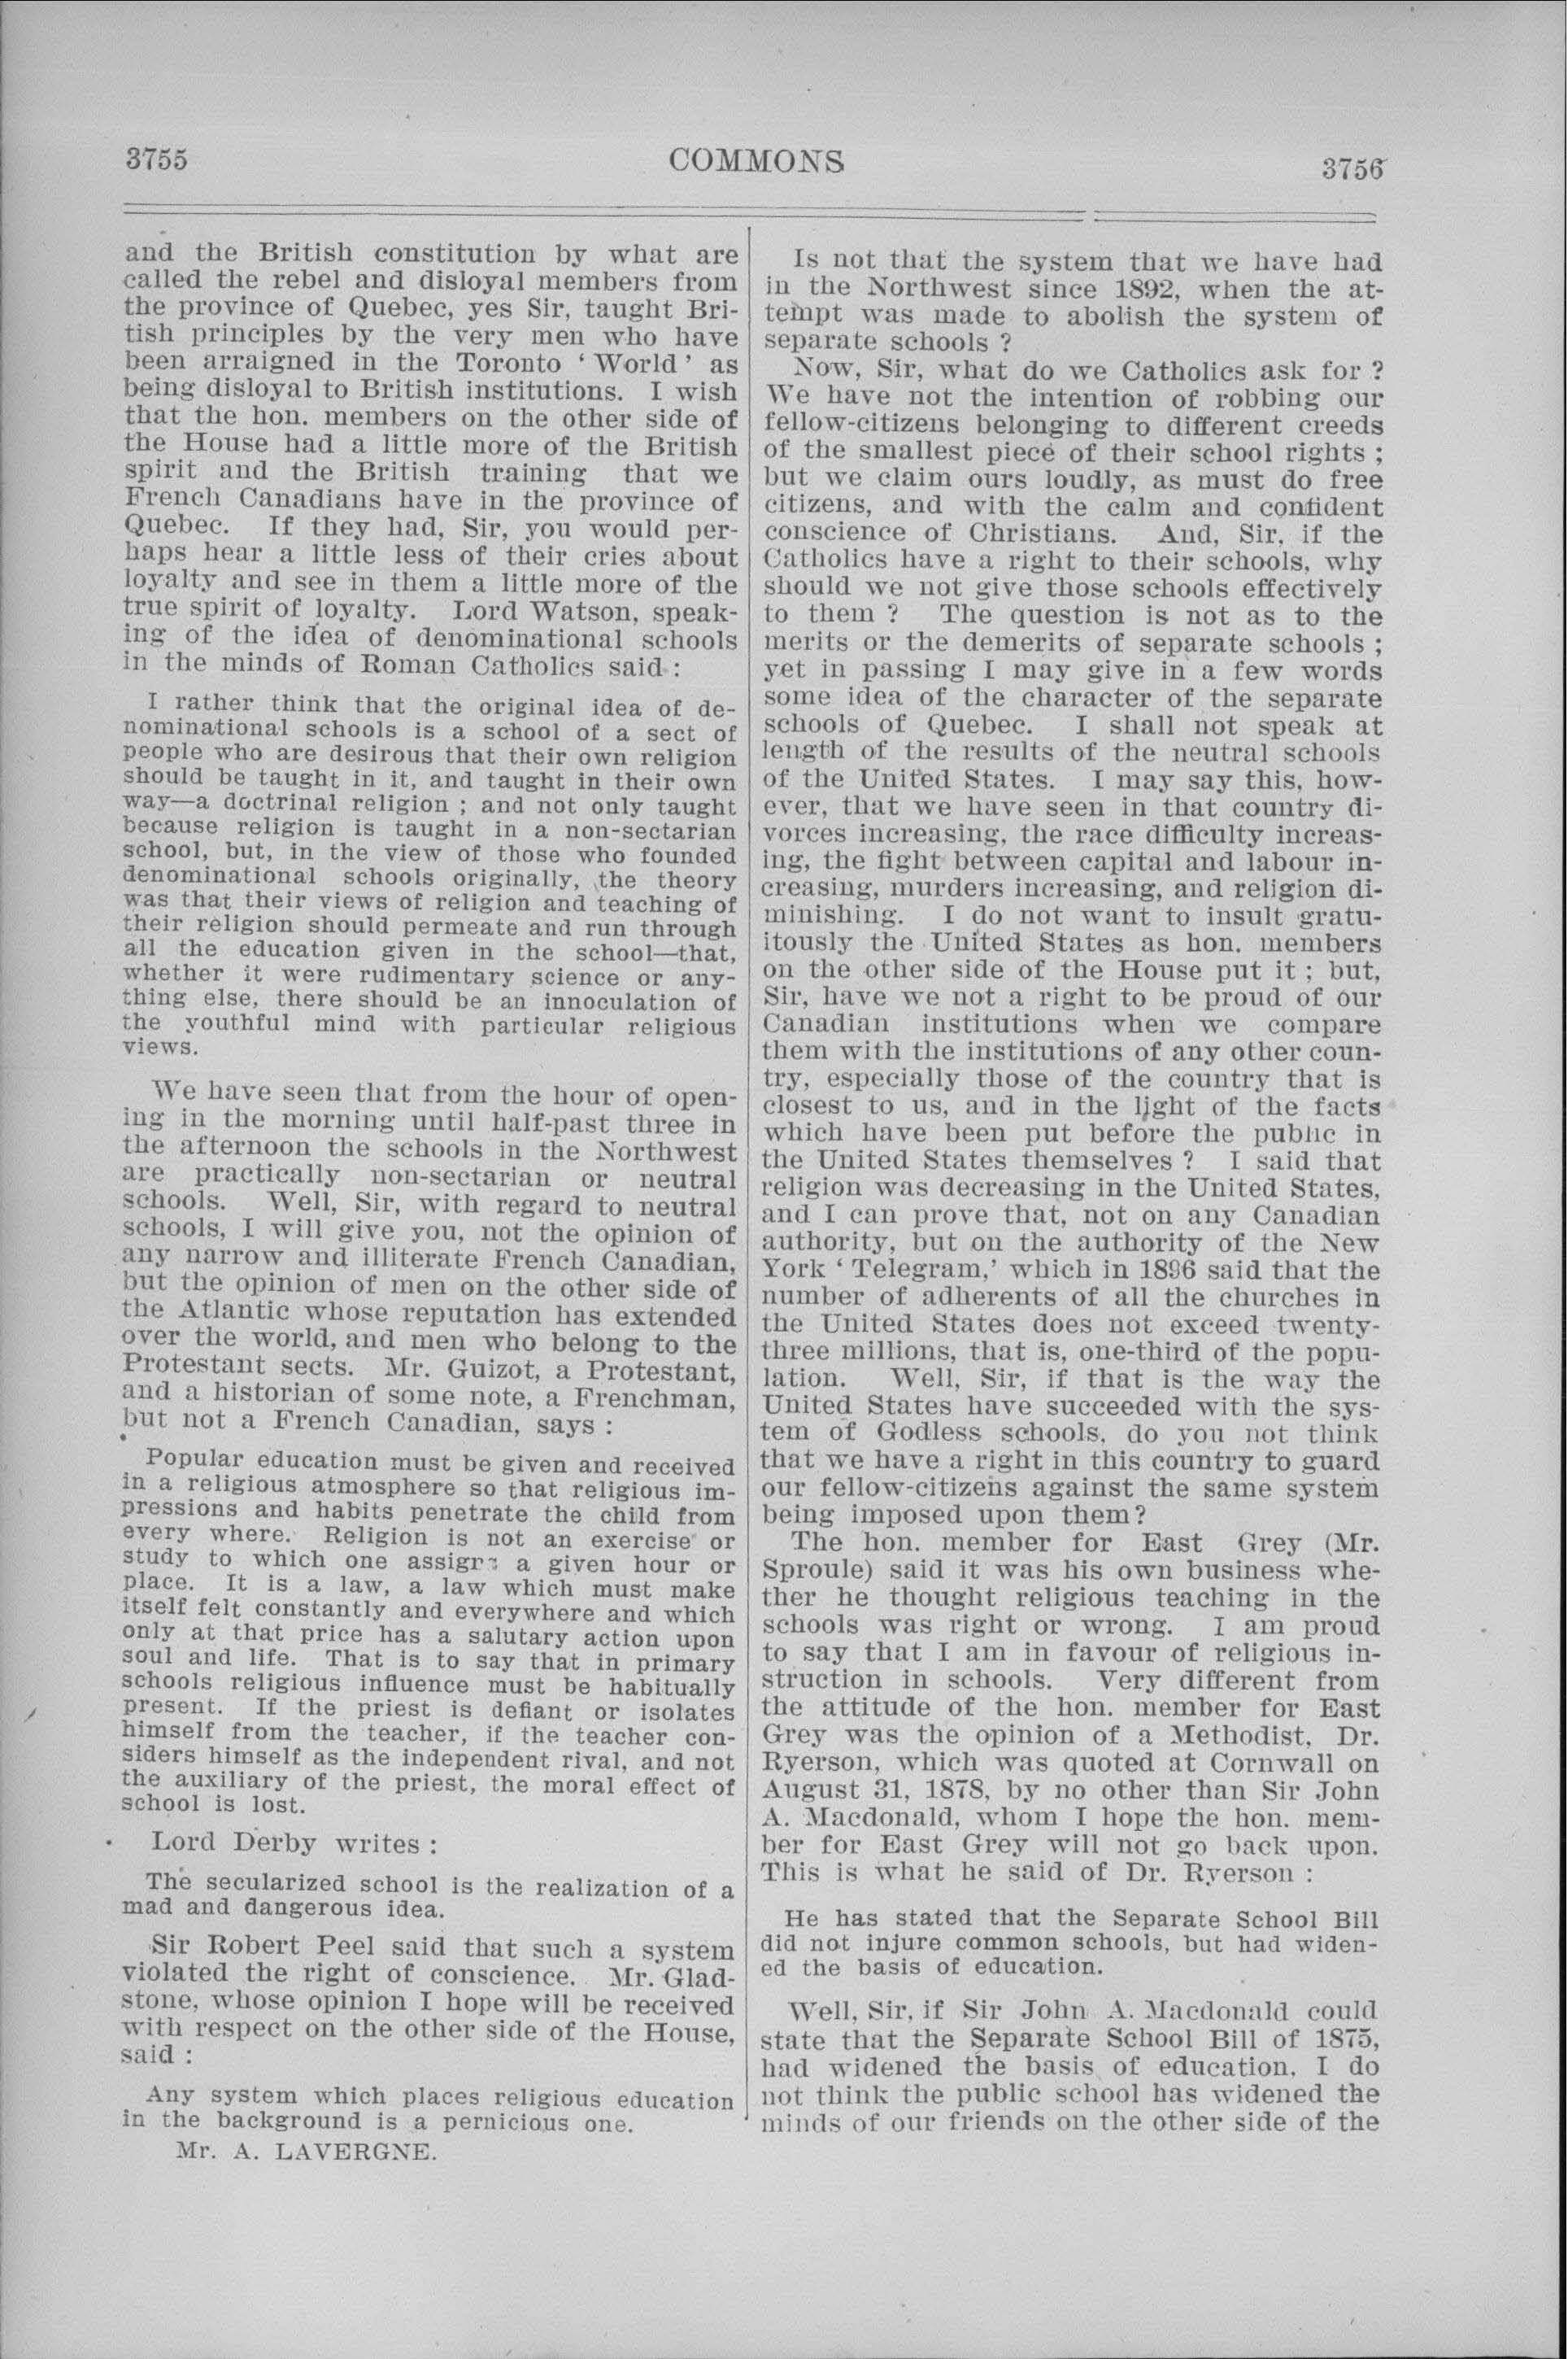 3755
COMMONS
3756
and the British constitution by what are
called the rebel and disloyal members from
the province of Quebec, yes Sir, taught Bri-
tish principles by the very men who have
been arraigned in the Toronto ‘ World ’ as
being disloyal to British institutions. I wish
that the hon. members on the other side of
the House had a little more of the British
spirit and the British training that we
French Canadians have in the province of
Quebec. If they had, Sir, you would per-
haps hear a little less of their cries about
loyalty and see in them a little more of the
true spirit of loyalty. Lord Watson, speak-
ing of the idea of denominational schools
in the minds of Roman Catholics said :
I rather think that the original idea of de-
nominational schools is a school of a sect of
people who are desirous that their own religion
should be taught in it, and taught in their own
way—a doctrinal religion ; and not only taught
because religion is taught in a non-sectarian
school, but, in the view of those who founded
denominational schools originally, the theory
was that their views of religion and teaching of
their religion should permeate and run through
all the education given in the school—that,
whether it were rudimentary science or any-
thing else, there should be an innoculation of
the youthful mind with particular religious
views.
We have seen that from the hour of open-
ing in the morning until half-past three in
the afternoon the schools in the Northwest
are practically non-sectarian or neutral
schools. Well, Sir, with regard to neutral
schools, I will give you, not the opinion of
any narrow and illiterate French Canadian,
but the opinion of men on the other side of
the Atlantic whose reputation has extended
over the world, and men who belong to the
Protestant sects. Mr. Guizot, a Protestant,
and a historian of some note, a Frenchman,
but not a French Canadian, says :
Popular education must be given and received
in a religious atmosphere so that religious im-
pressions and habits penetrate the child from
every where. Religion is not an exercise or
study to which one assigns a given hour or
place. It is a law, a law which must make
itself felt constantly and everywhere and which
only at that price has a salutary action upon
soul and life. That is to say that in primary
schools religious influence must be habitually
present. If the priest is defiant or isolates
himself from the teacher, if the teacher con-
siders himself as the independent rival, and not
the auxiliary of the priest, the moral effect of
school is lost.
Lord Derby writes :
The secularized school is the realization of a
mad and dangerous idea.
Sir Robert Peel said that such a system
violated the right of conscience. Mr. Glad-
stone, whose opinion I hope will be received
with respect on the other side of the House,
said :
Any system which places religious education
in the background is a pernicious one.
Mr. A. LAVERGNE.
Is not that the system that we have had
in the Northwest since 1892, when the at-
tempt was made to abolish the system of
separate schools ?
Now, Sir, what do we Catholics ask for ?
We have not the intention of robbing our
fellow-citizens belonging to different creeds
of the smallest piece of their school rights ;
but we claim ours loudly, as must do free
citizens, and with the calm and confident
conscience of Christians. And, Sir, if the
Catholics have a right to their schools, why
should we not give those schools effectively
to them ? The question is not as to the
merits or the demerits of separate schools ;
yet in passing I may give in a few words
some idea of the character of the separate
schools of Quebec. I shall not speak at
length of the results of the neutral schools
of the United States. I may say this, how-
ever, that we have seen in that country di-
vorces increasing, the race difficulty increas-
ing, the fight between capital and labour in-
creasing, murders increasing, and religion di-
minishing. I do not want to insult gratu-
itously the United States as hon. members
on the other side of the House put it ; but,
Sir, have we not a right to be proud of our
Canadian institutions when we compare
them with the institutions of any other coun-
try, especially those of the country that is
closest to us, and in the light of the facts
which have been put before the public in
the United States themselves ? I said that
religion was decreasing in the United States,
and I can prove that, not on any Canadian
authority, but on the authority of the New
York ‘ Telegram,’ which in 1896 said that the
number of adherents of all the churches in
the United States does not exceed twenty-
three millions, that is, one-third of the popu-
lation. Well, Sir, if that is the way the
United States have succeeded with the sys-
tem of Godless schools, do you not think
that we have a right in this country to guard
our fellow-citizens against the same system
being imposed upon them?
The hon. member for East Grey (Mr.
Sproule) said it was his own business whe-
ther he thought religious teaching in the
schools was right or wrong. I am proud
to say that I am in favour of religious in-
struction in schools. Very different from
the attitude of the hon. member for East
Grey was the opinion of a Methodist, Dr.
Ryerson, which was quoted at Cornwall on
August 31, 1878, by no other than Sir John
A. Macdonald, whom I hope the hon. mem-
ber for East Grey will not go back upon.
This is what he said of Dr. Ryerson :
He has stated that the Separate School Bill
did not injure common schools, but had widen-
ed the basis of education.
Well, Sir, if Sir John A. Macdonald could
state that the Separate School Bill of 1875,
had widened the basis of education, I do
not think the public school has widened the
minds of our friends on the other side of the